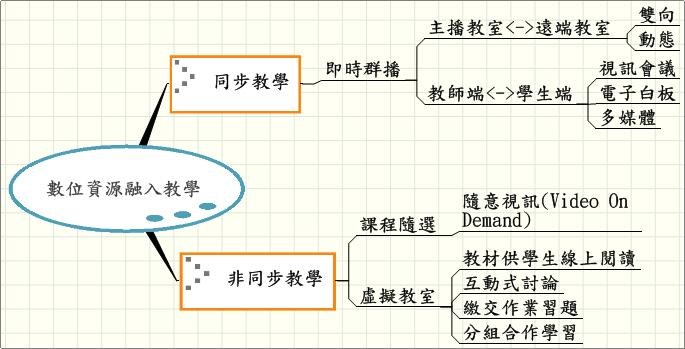 數位資源融入教學
同步教學
即時群播
主播教室<->遠端教室
雙向
動態
教師端<->學生端
視訊會議
電子白板
多媒體
非同步教學
課程隨選
隨意視訊(Video On
Demand)
虛擬教室
教材供學生線上閱讀
互動式討論
繳交作業習題
分組合作學習